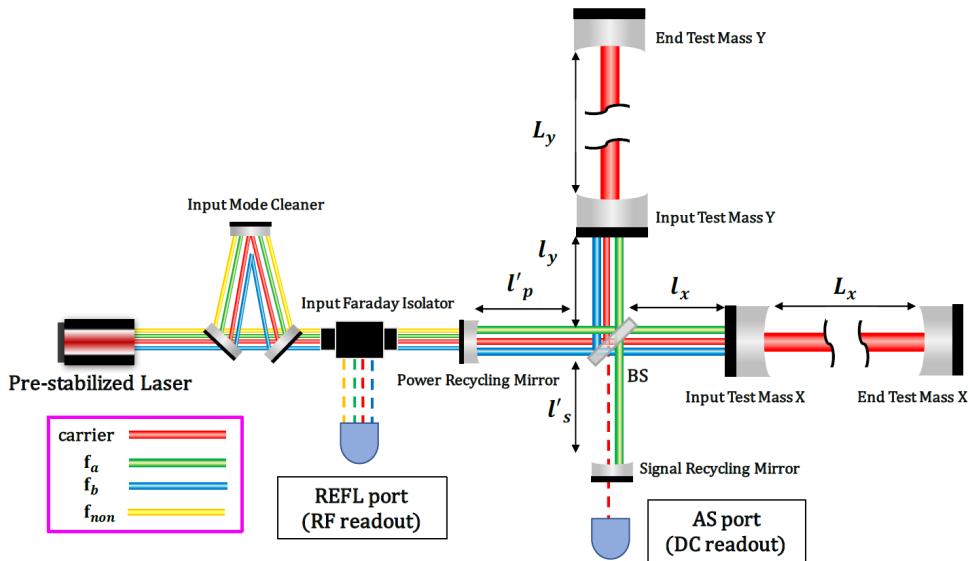 End Test Mass Y
L_y
Input Mode Cleaner
Input Test Mass Y
l_y
l'_p
l_x
L_x
Input Faraday Isolator
Pre-stabilized Laser
Power Recycling Mirror
BS
Input Test Mass X
End Test Mass X
l'_s
carrier
f_a
f_b
f_non
Signal Recycling Mirror
REFL port
(RF readout)
AS port
(DC readout)